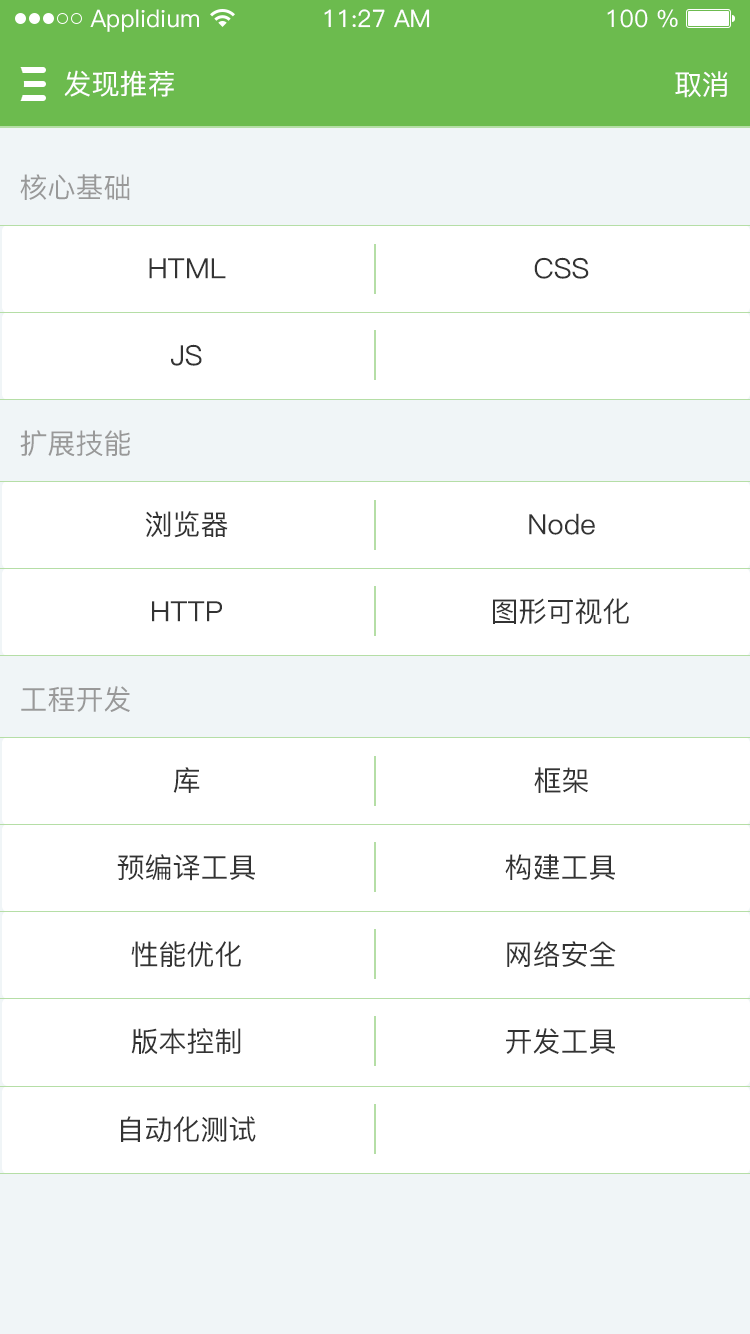 Applidium 11:27 AM 100 %
发现推荐 取消
核心基础
HTML CSS
JS
扩展技能
浏览器 Node
HTTP 图形可视化
工程开发
库 框架
预编译工具 构建工具
性能优化 网络安全
版本控制 开发工具
自动化测试